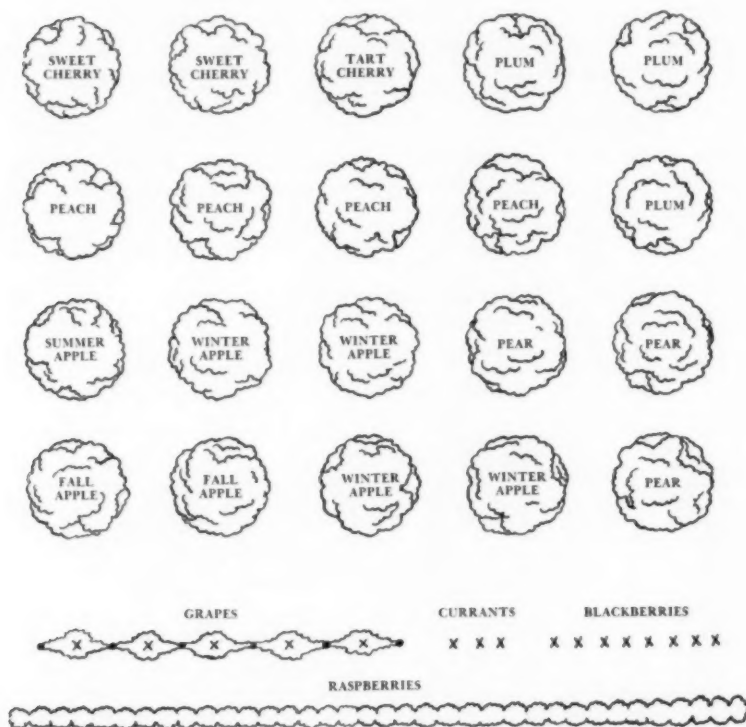 SWEET CHERRY
SWEET CHERRY
TART CHERRY
PLUM
PLUM
PEACH
PEACH
PEACH
PEACH
PLUM
SUMMER APPLE
WINTER APPLE
WINTER APPLE
PEAR
PEAR
FALL APPLE
FALL APPLE
WINTER APPLE
WINTER APPLE
PEAR
GRAPES
CURRANTS
BLACKBERRIES
X X X X X
X X X
X X X X X X X X
RASPBERRIES